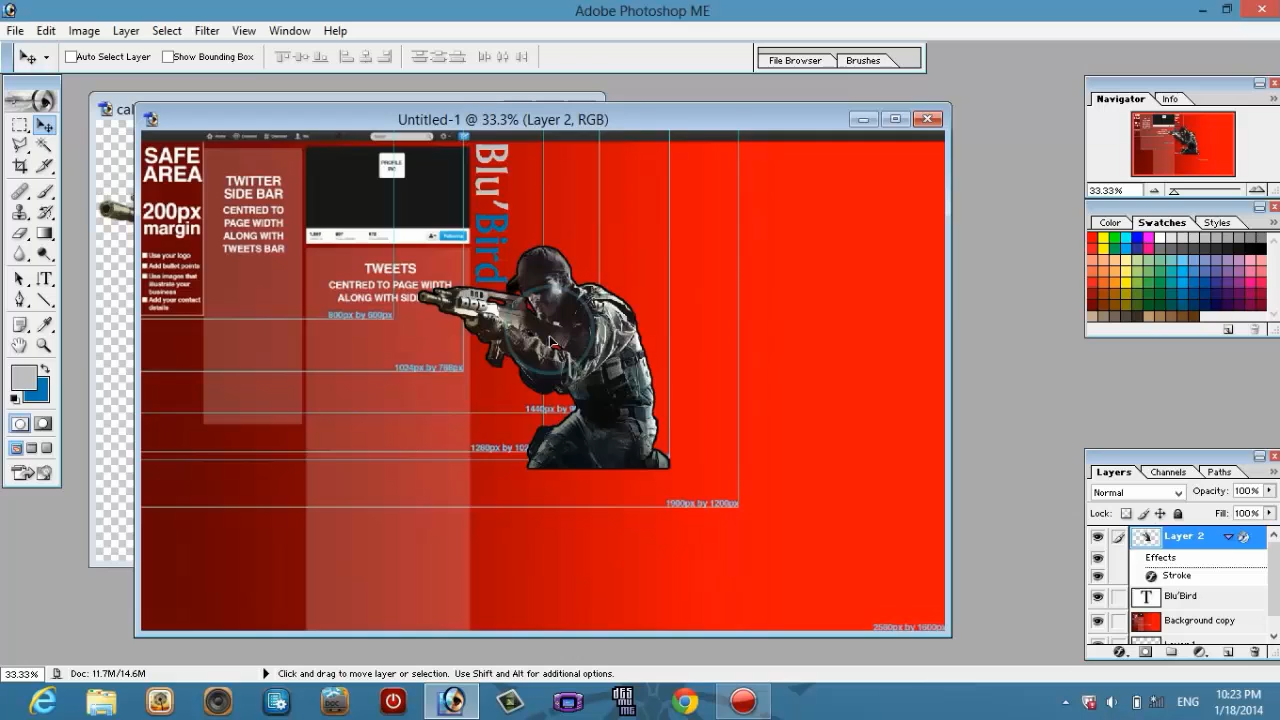 Adobe Photoshop ME
File Edit Image Layer Select Filter View Window Help
Auto Select Layer Show Bounding Box
File Browser Brushes
cal
Untitled-1 @ 33.3% (Layer 2, RGB)
SAFE
AREA
200px
margin
Use your logo
Add bullet points
Use images that
illustrate your
business
Add your contact
details
TWITTER
SIDE BAR
CENTRED TO
PAGE WIDTH
ALONG WITH
TWEETS BAR
PROFILE
PIC
Following
TWEETS
CENTRED TO PAGE WIDTH
ALONG WITH SID
800px by 600px
1024px by 768px
1440px by
1280px by 102
1900px by 1200px
2560px by 1600px
Blu'Bird
Navigator Info
33.33%
Color Swatches Styles
Layers Channels Paths
Normal Opacity: 100%
Lock: Fill: 100%
Layer 2
Effects
Stroke
T Blu'Bird
Background copy
33.33% Doc: 11.7M/14.6M Click and drag to move layer or selection. Use Shift and Alt for additional options.
ENG
10:23 PM
1/18/2014